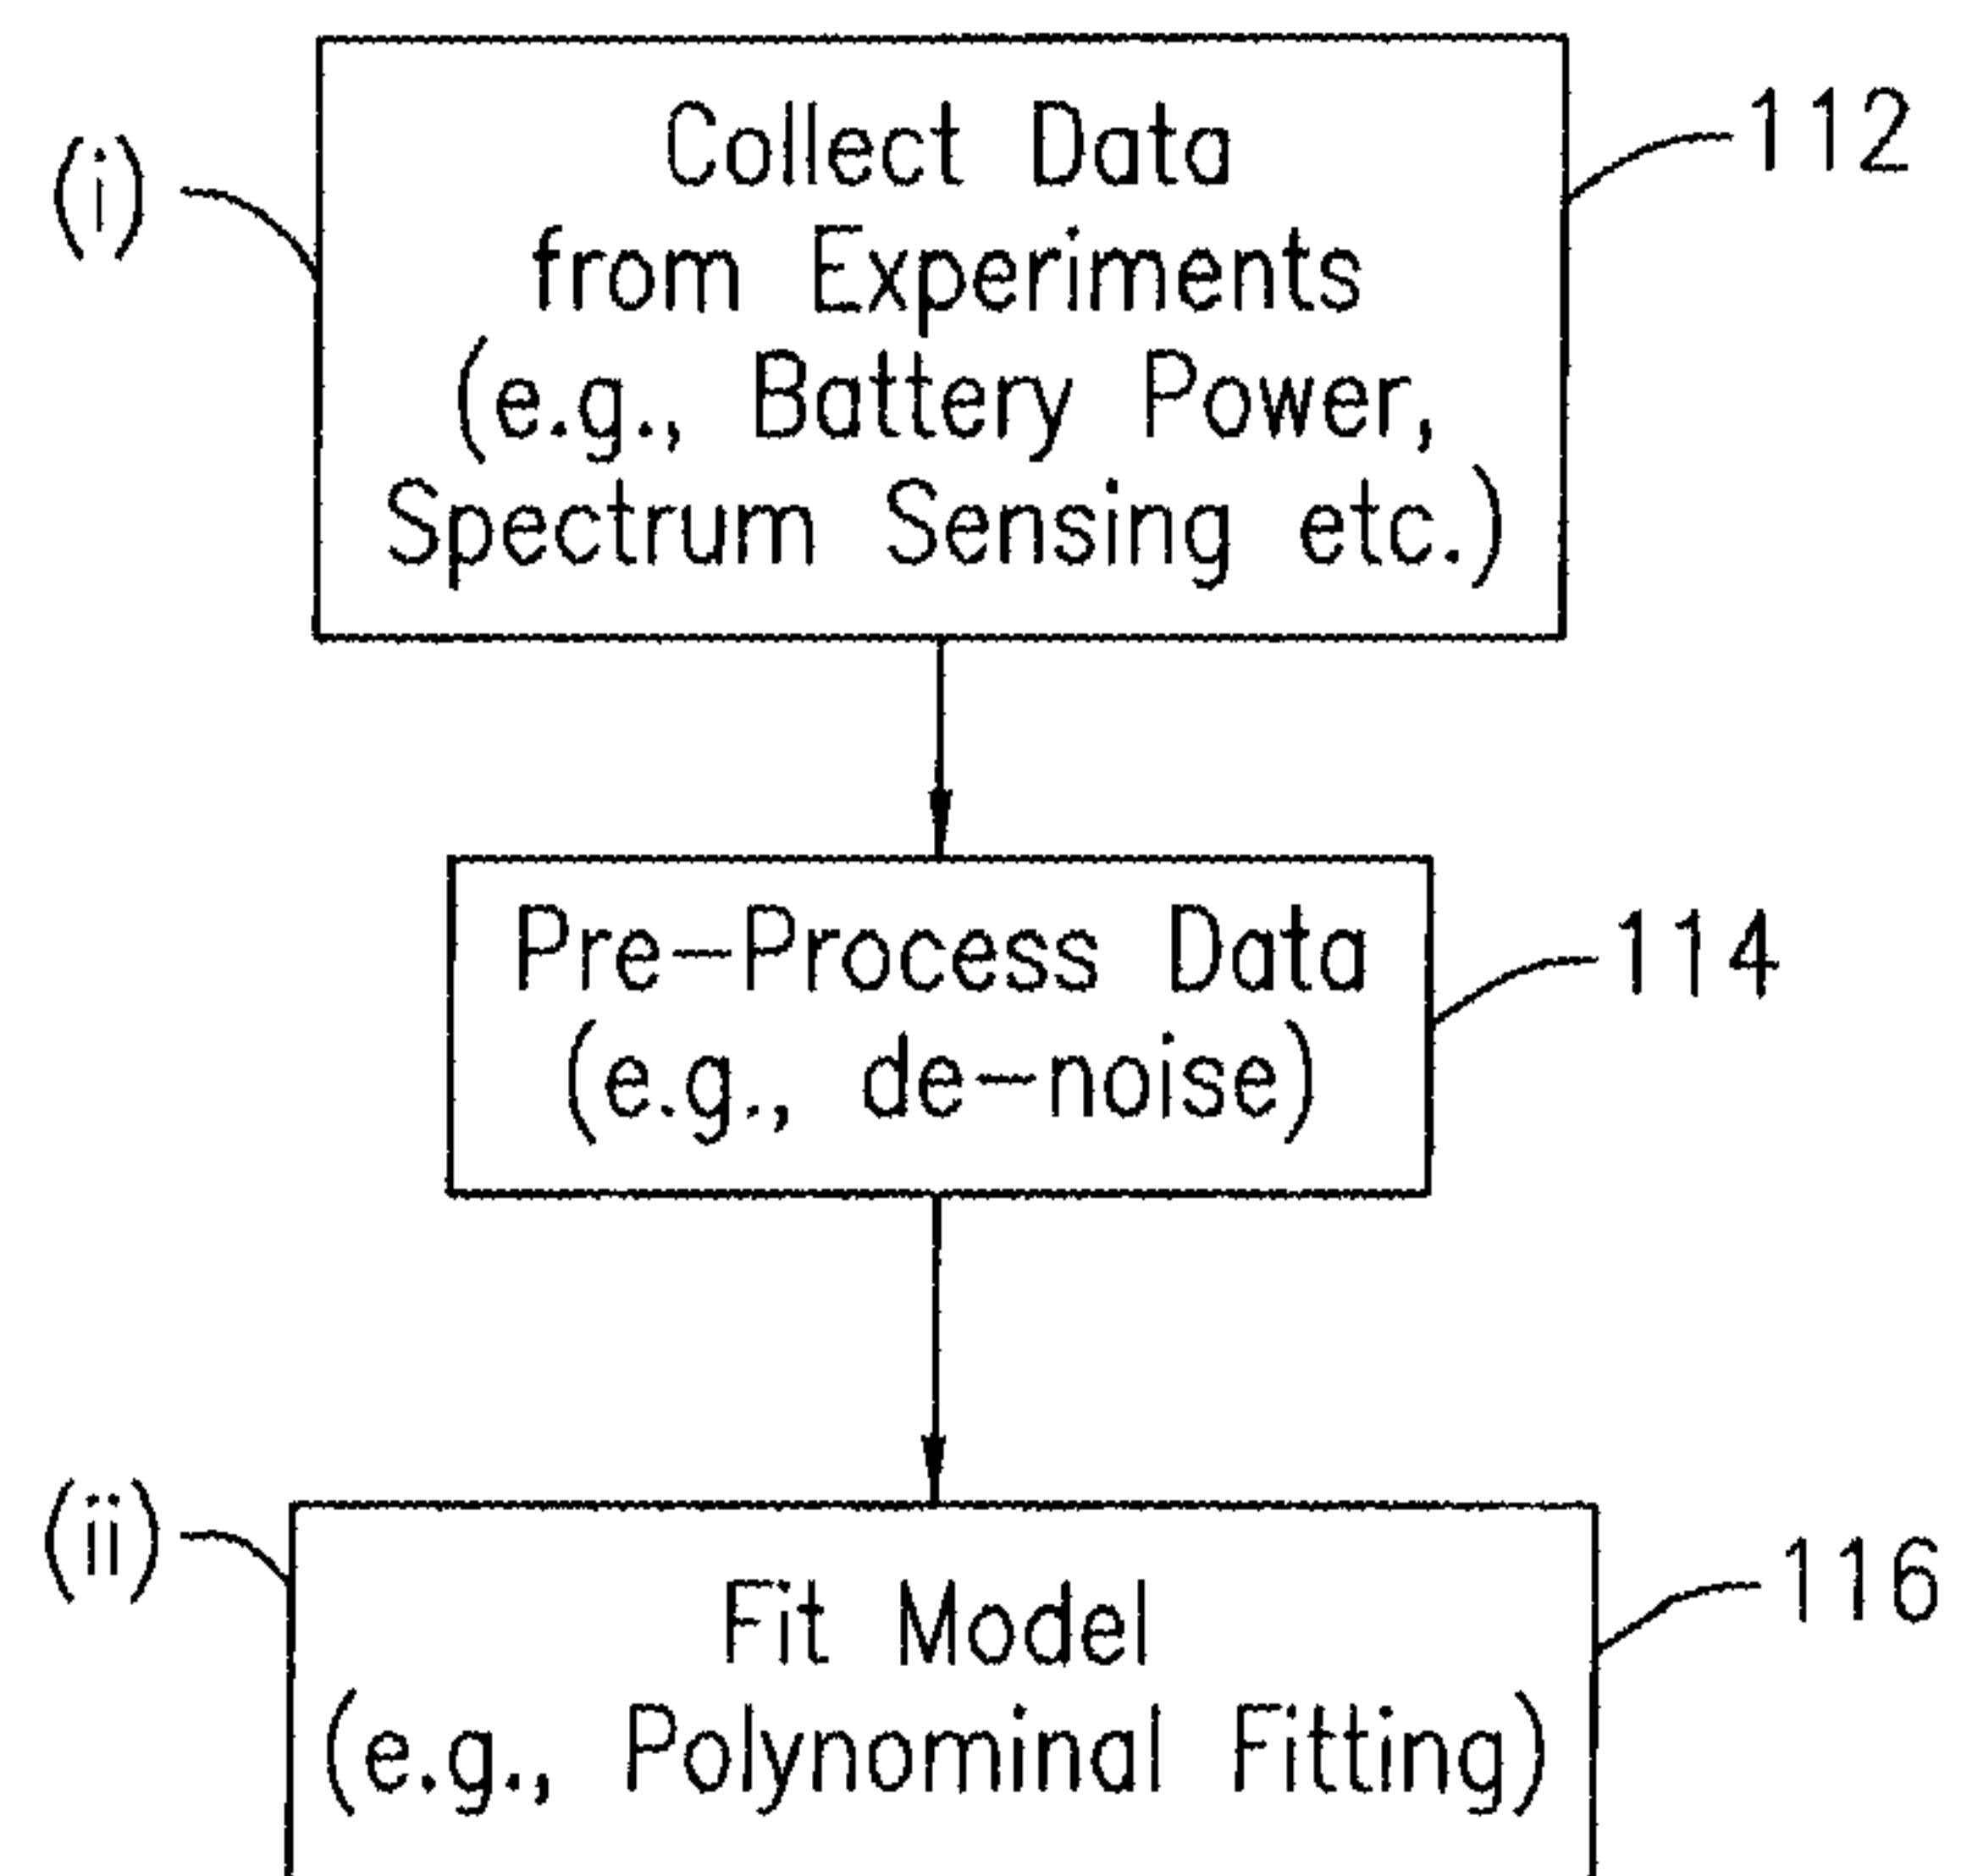 (i)
Collect Data
from Experiments
(e.g., Battery Power,
Spectrum Sensing etc.)
112
Pre-Process Data
(e.g., de-noise)
114
(ii)
Fit Model
(e.g., Polynominal Fitting)
116